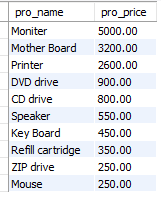 pro_name pro_price
Moniter 5000.00
Mother Board 3200.00
Printer 2600.00
DVD drive 900.00
CD drive 800.00
Speaker 550.00
Key Board 450.00
Refill cartridge 350.00
ZIP drive 250.00
Mouse 250.00